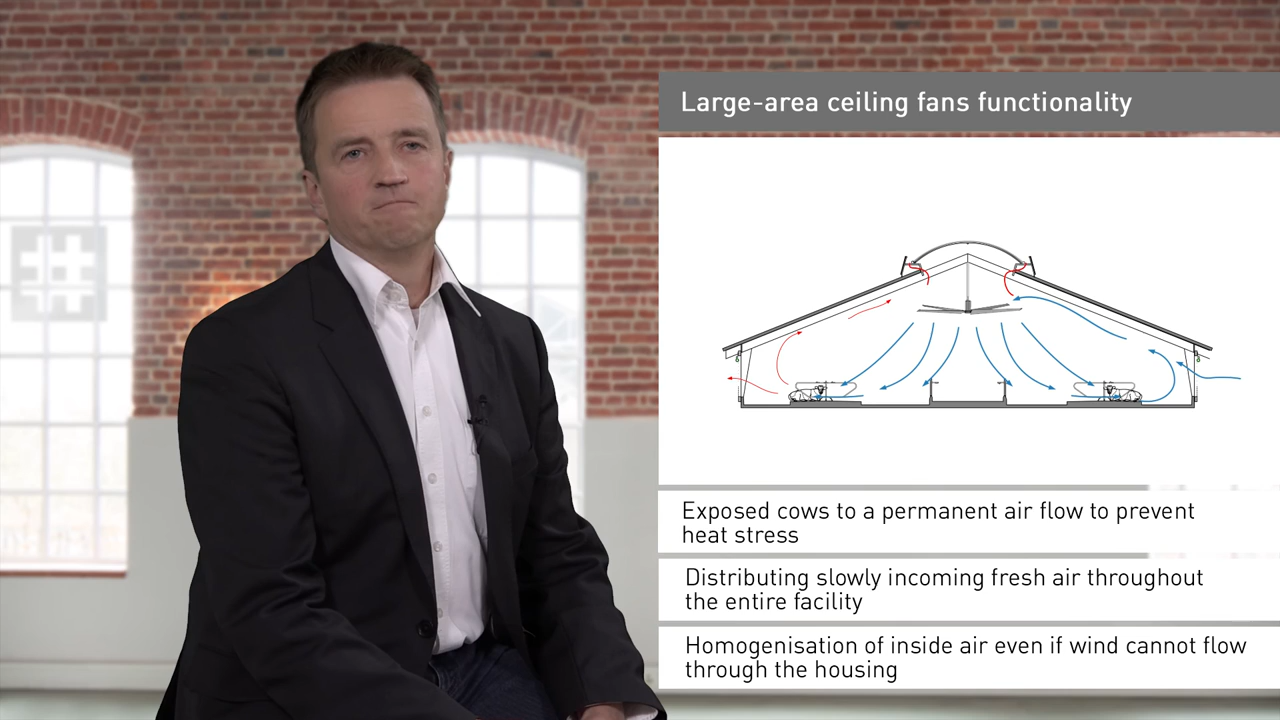 Large-area ceiling fans functionality
Exposed cows to a permanent air flow to prevent
heat stress
Distributing slowly incoming fresh air throughout
the entire facility
Homogenisation of inside air even if wind cannot flow
through the housing